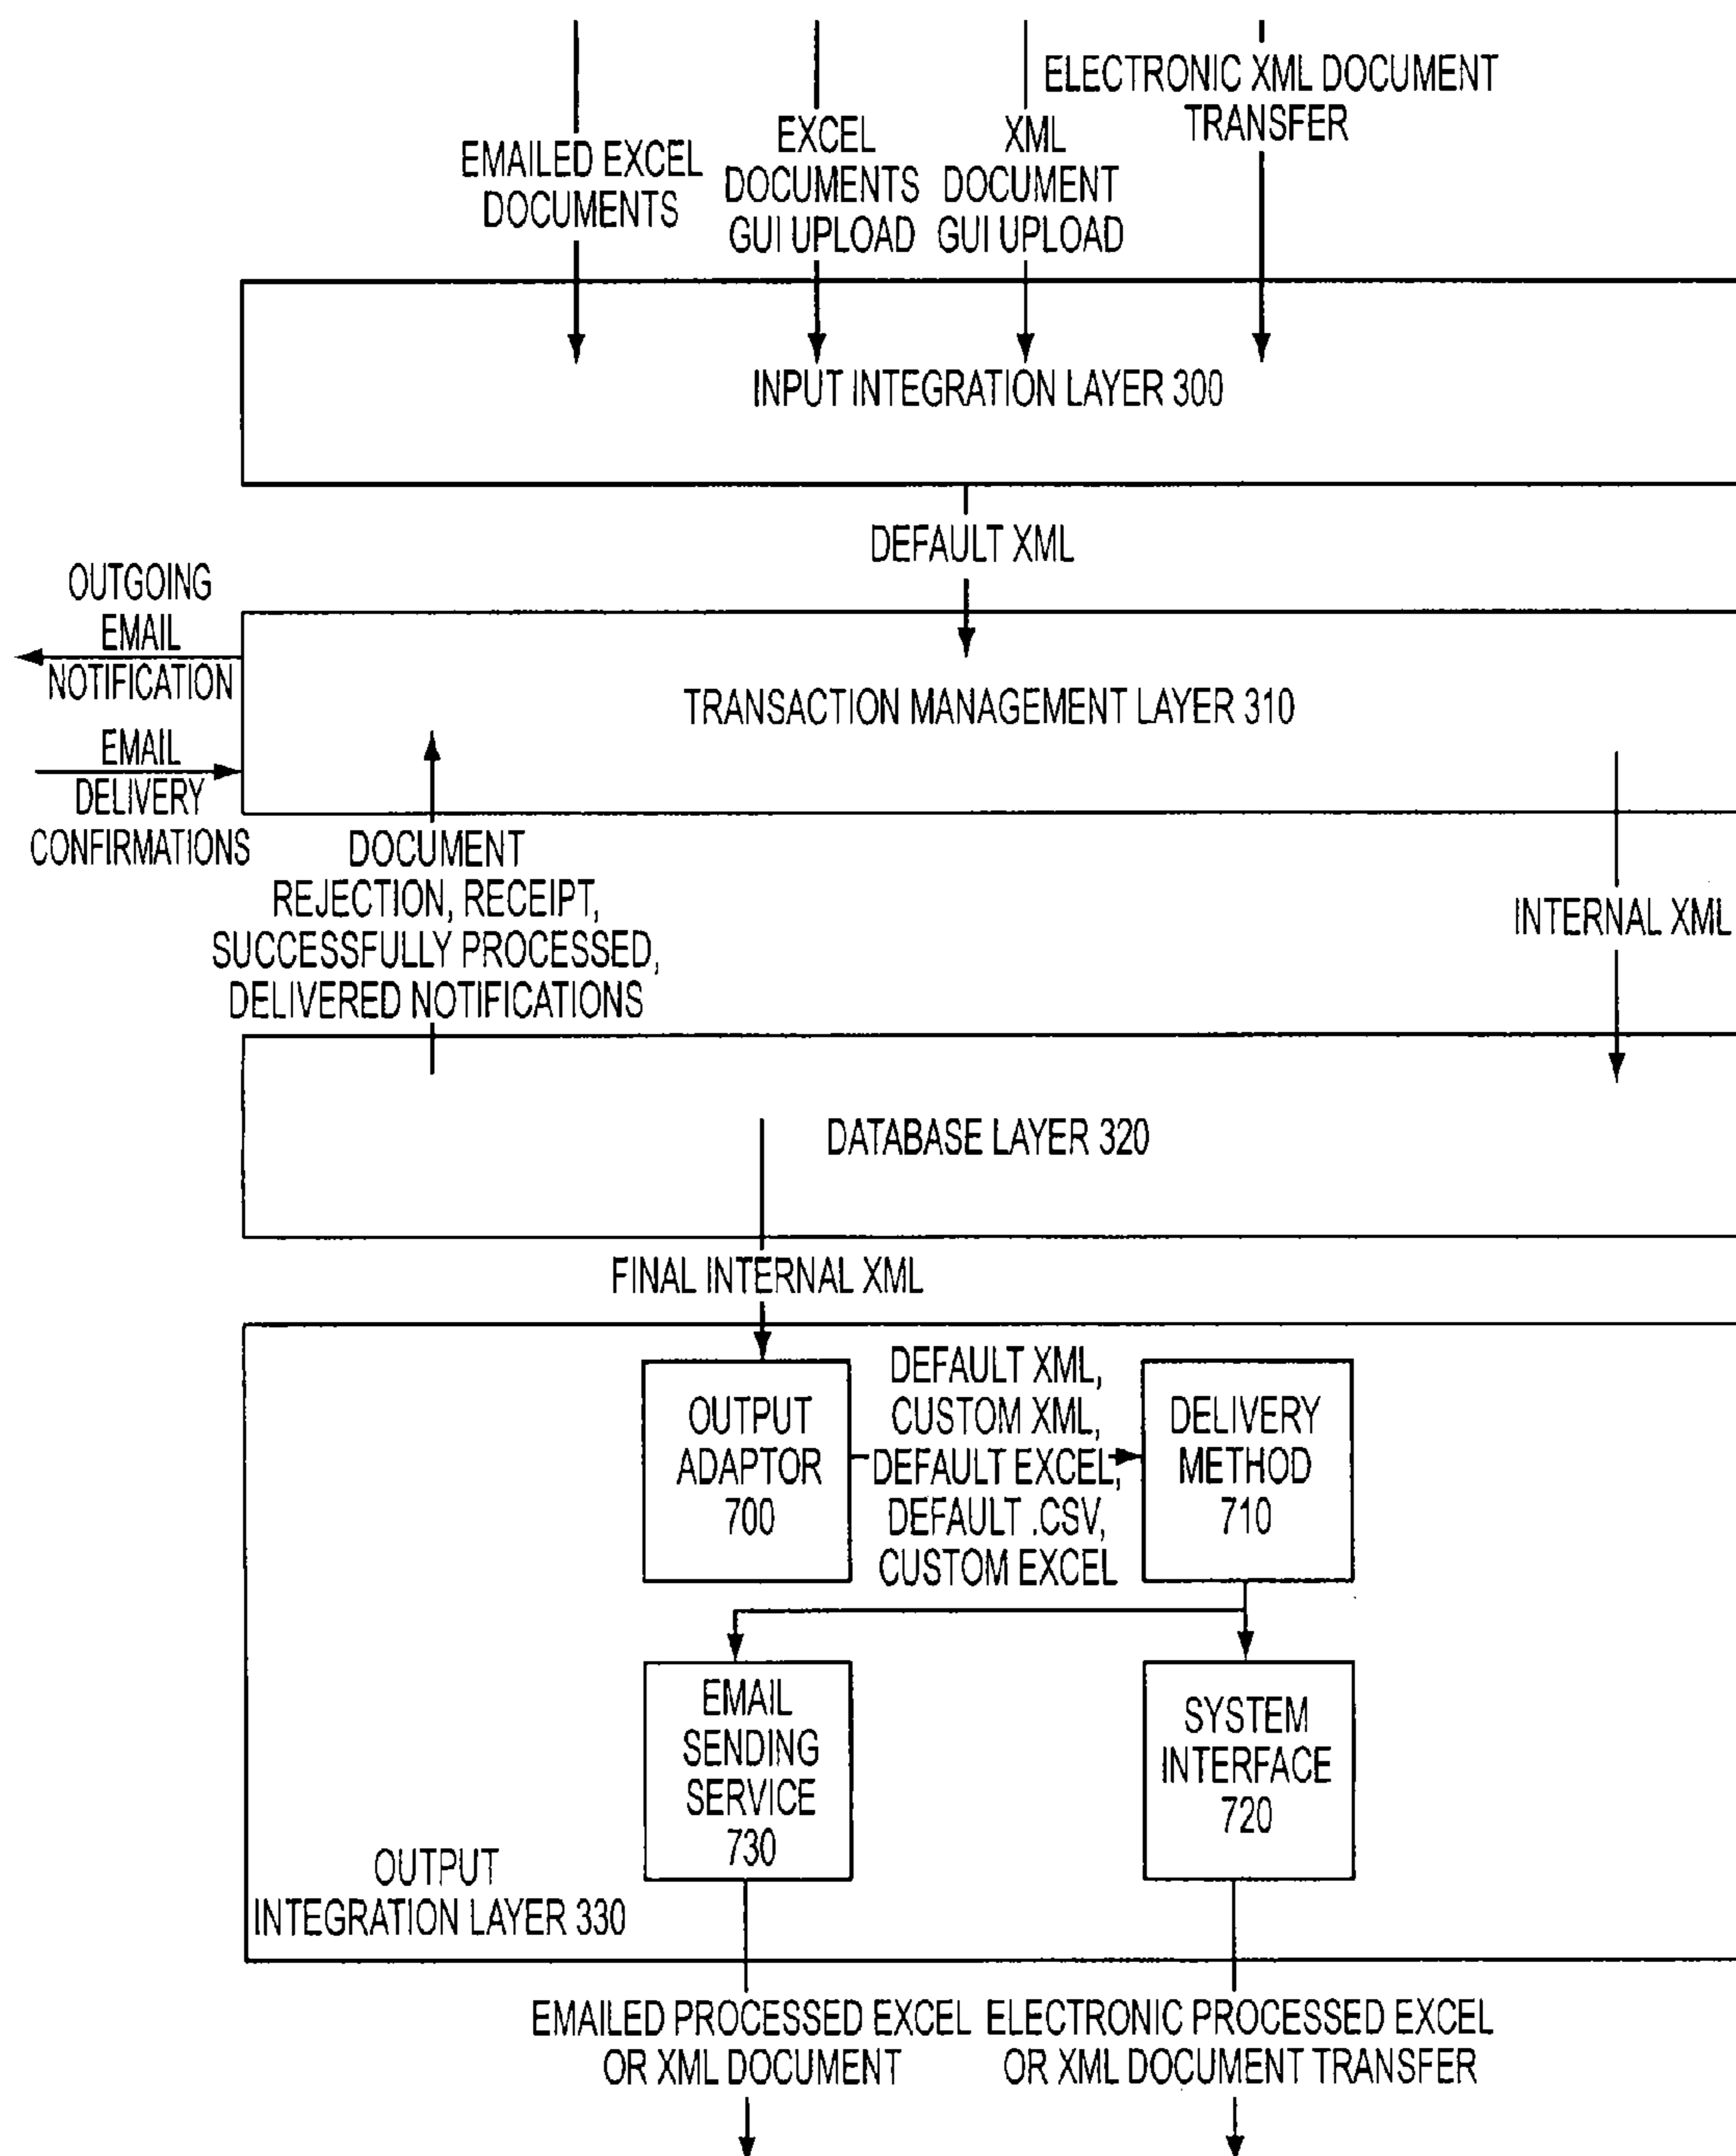 ELECTRONIC XML DOCUMENT
TRANSFER
EMAILED EXCEL
DOCUMENTS
EXCEL
DOCUMENTS
GUI UPLOAD
XML
DOCUMENT
GUI UPLOAD
INPUT INTEGRATION LAYER 300
DEFAULT XML
OUTGOING
EMAIL
NOTIFICATION
TRANSACTION MANAGEMENT LAYER 310
EMAIL
DELIVERY
CONFIRMATIONS
DOCUMENT
REJECTION, RECEIPT,
SUCCESSFULLY PROCESSED,
DELIVERED NOTIFICATIONS
INTERNAL XML
DATABASE LAYER 320
FINAL INTERNAL XML
OUTPUT
ADAPTOR
700
DEFAULT XML,
CUSTOM XML,
DEFAULT EXCEL,
DEFAULT .CSV,
CUSTOM EXCEL
DELIVERY
METHOD
710
EMAIL
SENDING
SERVICE
730
SYSTEM
INTERFACE
720
OUTPUT
INTEGRATION LAYER 330
EMAILED PROCESSED EXCEL
OR XML DOCUMENT
ELECTRONIC PROCESSED EXCEL
OR XML DOCUMENT TRANSFER